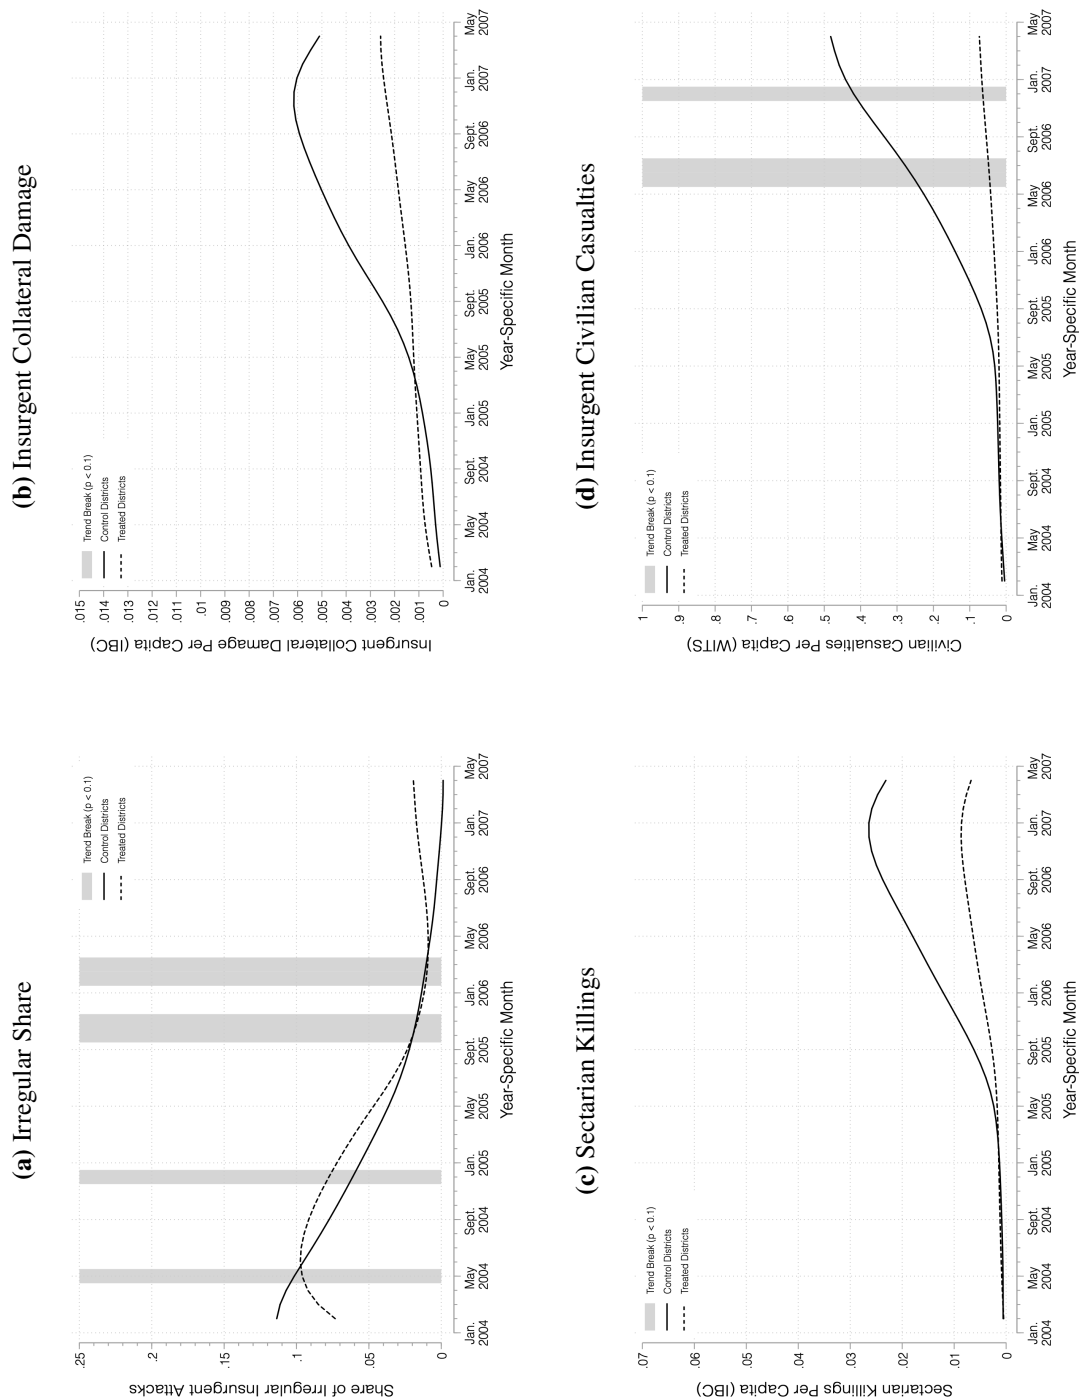 (a) Irregular Share
Share of Irregular Insurgent Attacks
.25
.2
.15
.1
.05
0
Trend Break (p < 0.1)
Control Districts
Treated Districts
Jan. May Sept. Jan. May Sept. Jan. May Sept. Jan. May
2004 2004 2004 2005 2005 2005 2006 2006 2006 2007 2007
Year-Specific Month
(b) Insurgent Collateral Damage
Insurgent Collateral Damage Per Capita (IBC)
.015
.014
.013
.012
.011
.01
.009
.008
.007
.006
.005
.004
.003
.002
.001
0
Trend Break (p < 0.1)
Control Districts
Treated Districts
Jan. May Sept. Jan. May Sept. Jan. May Sept. Jan. May
2004 2004 2004 2005 2005 2005 2006 2006 2006 2007 2007
Year-Specific Month
(c) Sectarian Killings
Sectarian Killings Per Capita (IBC)
.07
.06
.05
.04
.03
.02
.01
0
Trend Break (p < 0.1)
Control Districts
Treated Districts
Jan. May Sept. Jan. May Sept. Jan. May Sept. Jan. May
2004 2004 2004 2005 2005 2005 2006 2006 2006 2007 2007
Year-Specific Month
(d) Insurgent Civilian Casualties
Civilian Casualties Per Capita (WITS)
1
.9
.8
.7
.6
.5
.4
.3
.2
.1
0
Trend Break (p < 0.1)
Control Districts
Treated Districts
Jan. May Sept. Jan. May Sept. Jan. May Sept. Jan. May
2004 2004 2004 2005 2005 2005 2006 2006 2006 2007 2007
Year-Specific Month